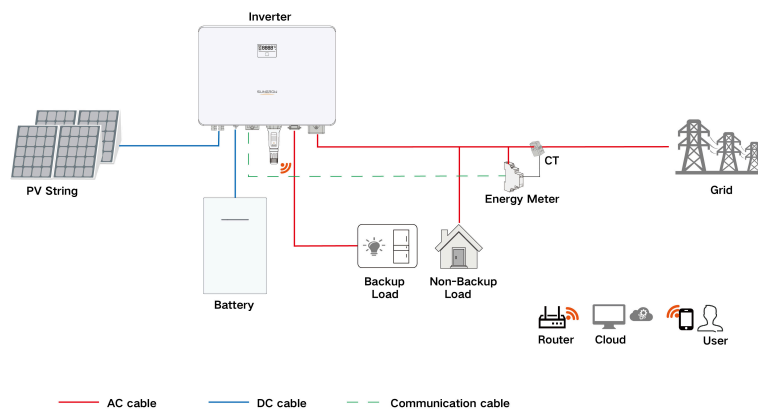 Inverter
SUNGROW
PV String
Battery
Backup
Load
Non-Backup
Load
Energy Meter
CT
Grid
Router
Cloud
User
AC cable
DC cable
Communication cable